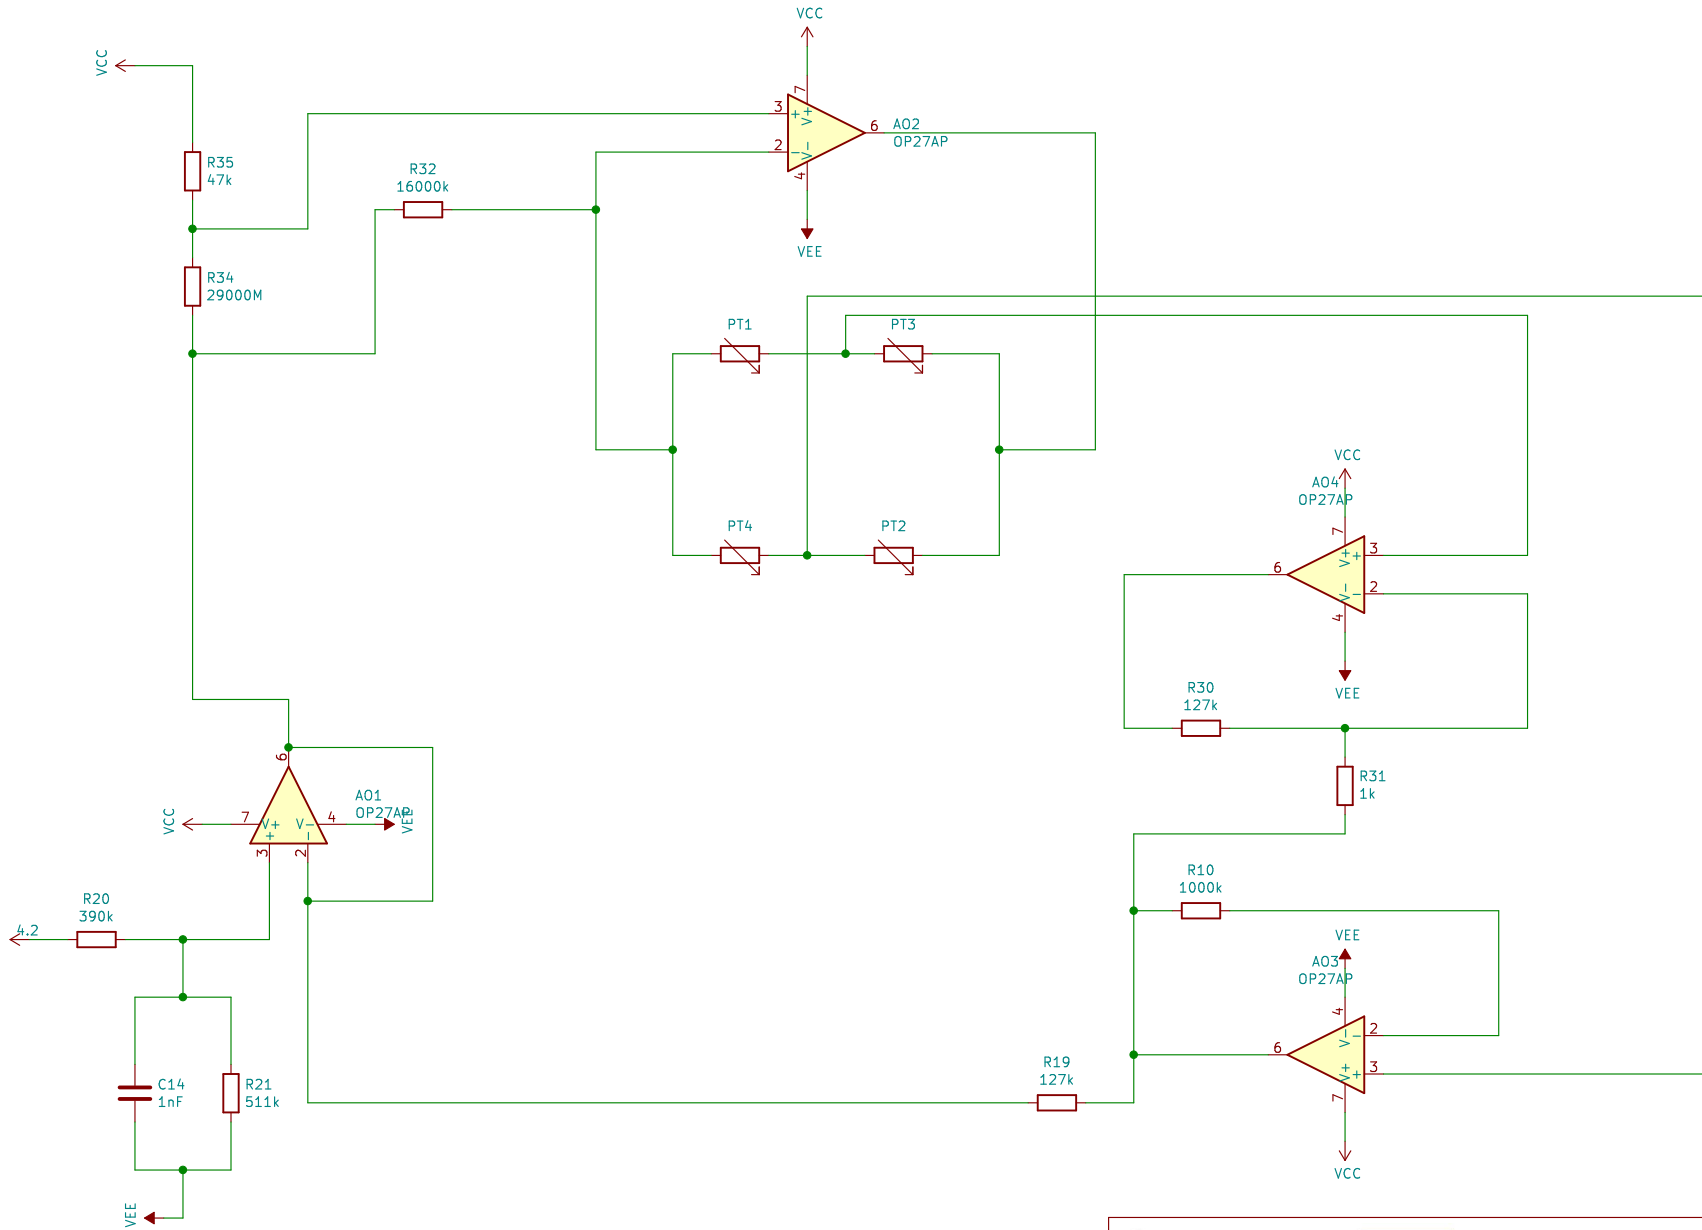 VCC
VCC
3
+
V+
7
2
-
V-
4
6
AO2
OP27AP
VEE
R35
47k
R32
16000k
R34
29000M
PT1
PT3
PT4
PT2
VCC
AO4
OP27AP
7
V+
+
3
6
2
-
V-
4
VEE
R30
127k
R31
1k
6
AO1
OP27AP
VCC
7
V+
V-
4
VEE
+
-
3
2
R10
1000k
R20
390k
4.2
VEE
AO3
OP27AP
4
V-
-
2
6
3
+
V+
7
VCC
R19
127k
C14
1nF
R21
511k
VEE